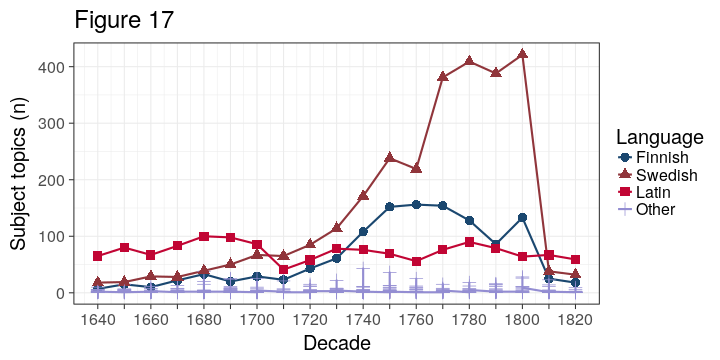 Figure 17
Subject topics (n)
400
300
200
100
0
1640 1660 1680 1700 1720 1740 1760 1780 1800 1820
Decade
Language
Finnish
Swedish
Latin
Other